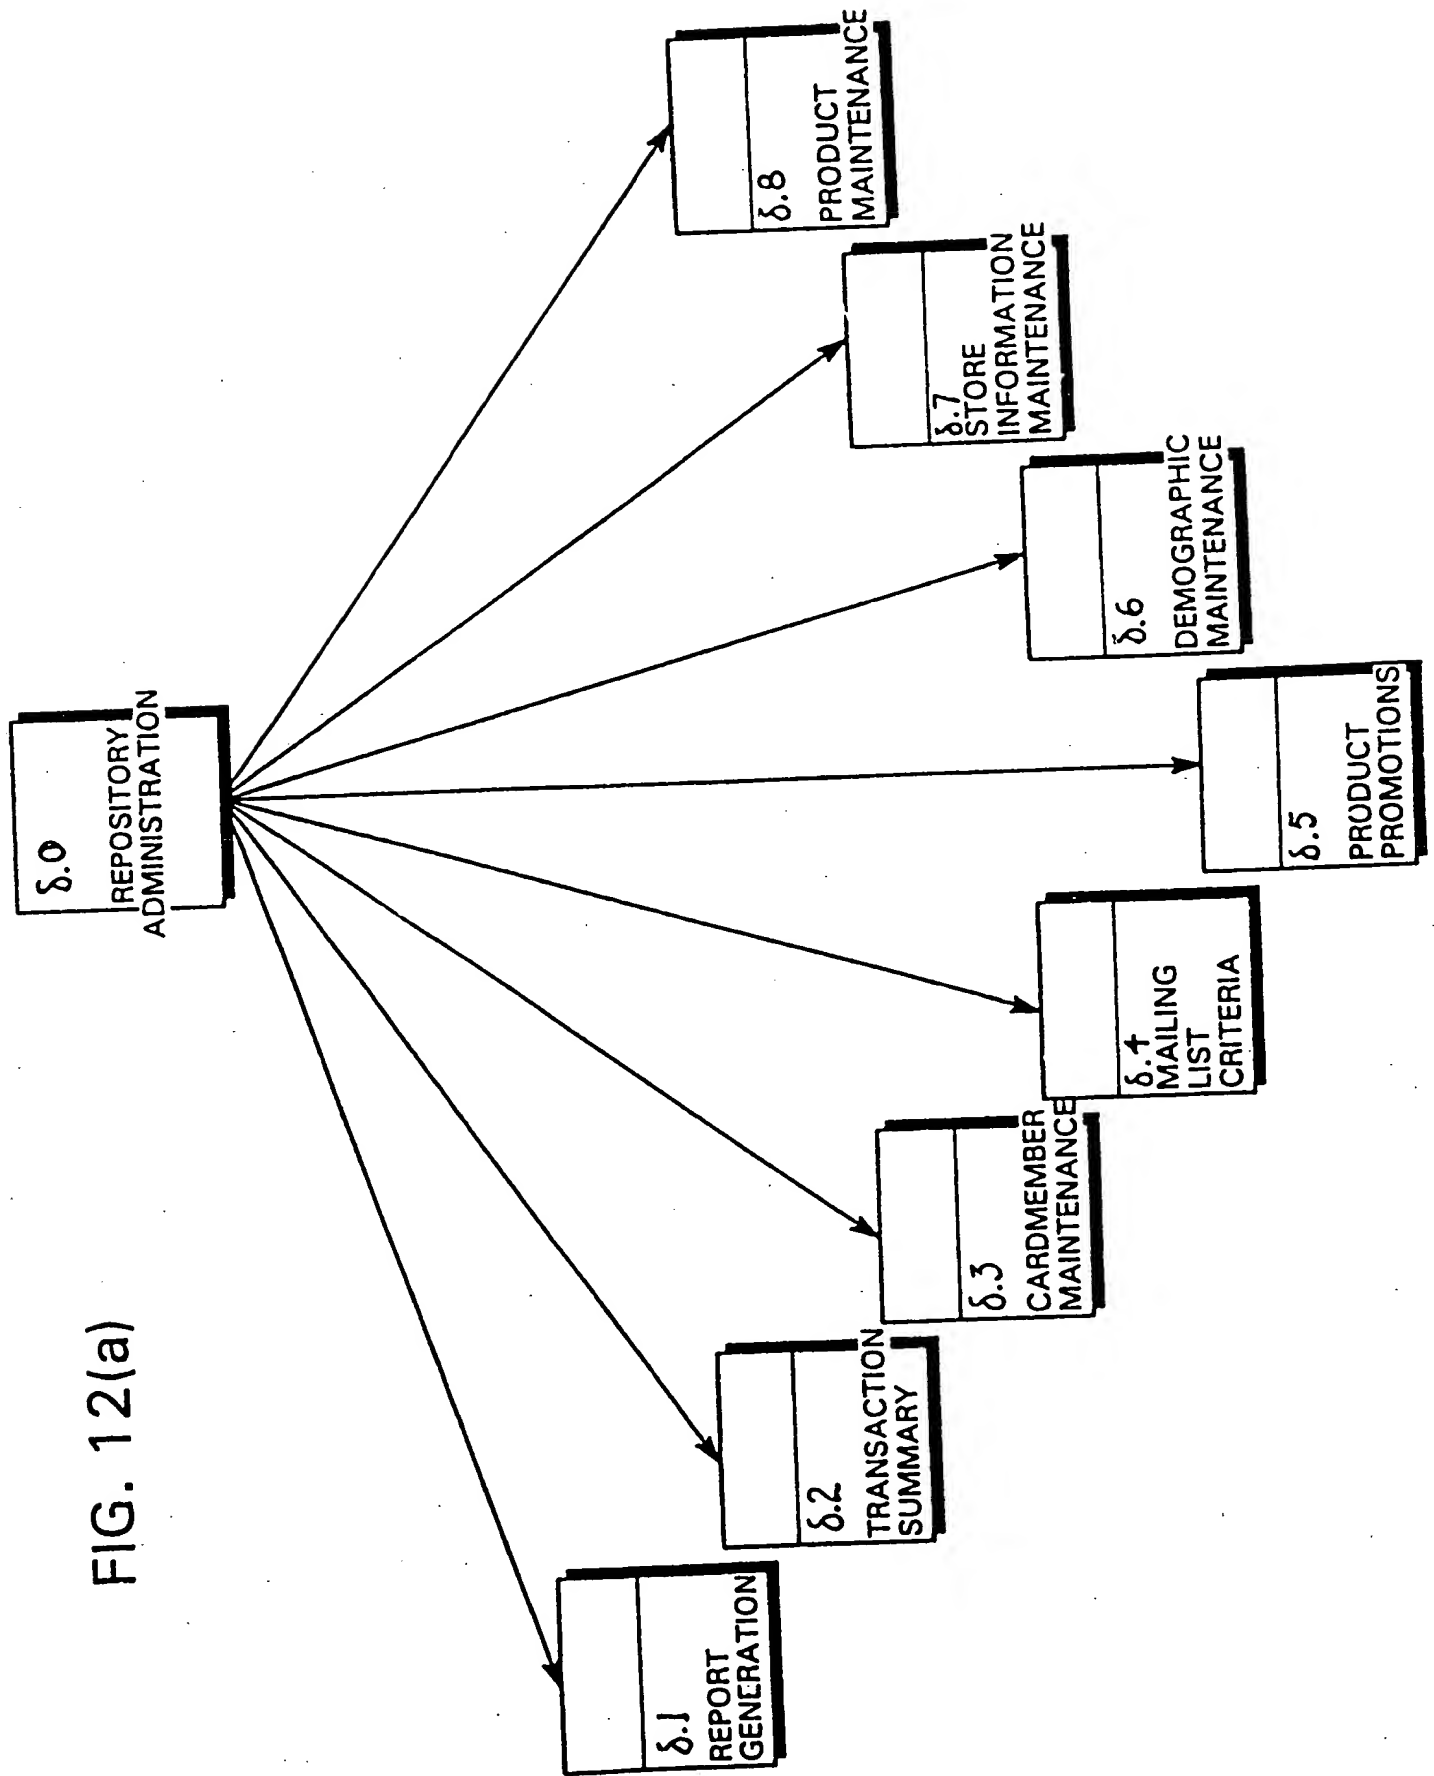 FIG. 12(a)
δ.0
REPOSITORY
ADMINISTRATION
δ.1
REPORT
GENERATION
δ.2
TRANSACTION
SUMMARY
δ.3
CARDMEMBER
MAINTENANCE
δ.4
MAILING
LIST
CRITERIA
δ.5
PRODUCT
PROMOTIONS
δ.6
DEMOGRAPHIC
MAINTENANCE
δ.7
STORE
INFORMATION
MAINTENANCE
δ.8
PRODUCT
MAINTENANCE